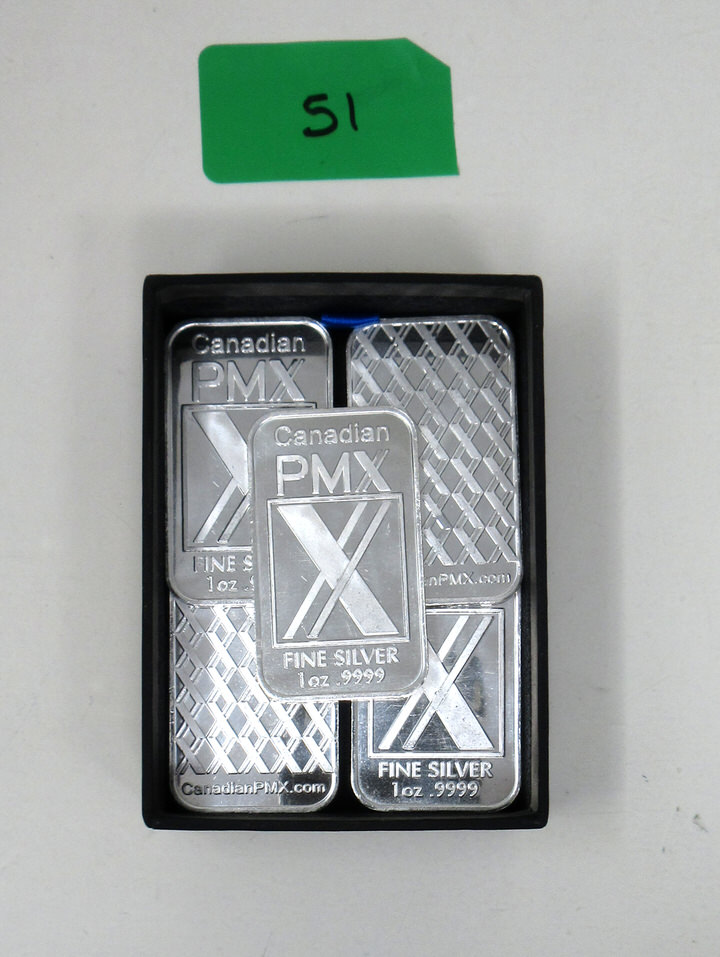 51
Canadian
PMX
FINE S
1oz .
Canadian
PMX
X
FINE SILVER
1oz .9999
nPMX.com
CanadianPMX.com
X
FINE SILVER
1oz .9999